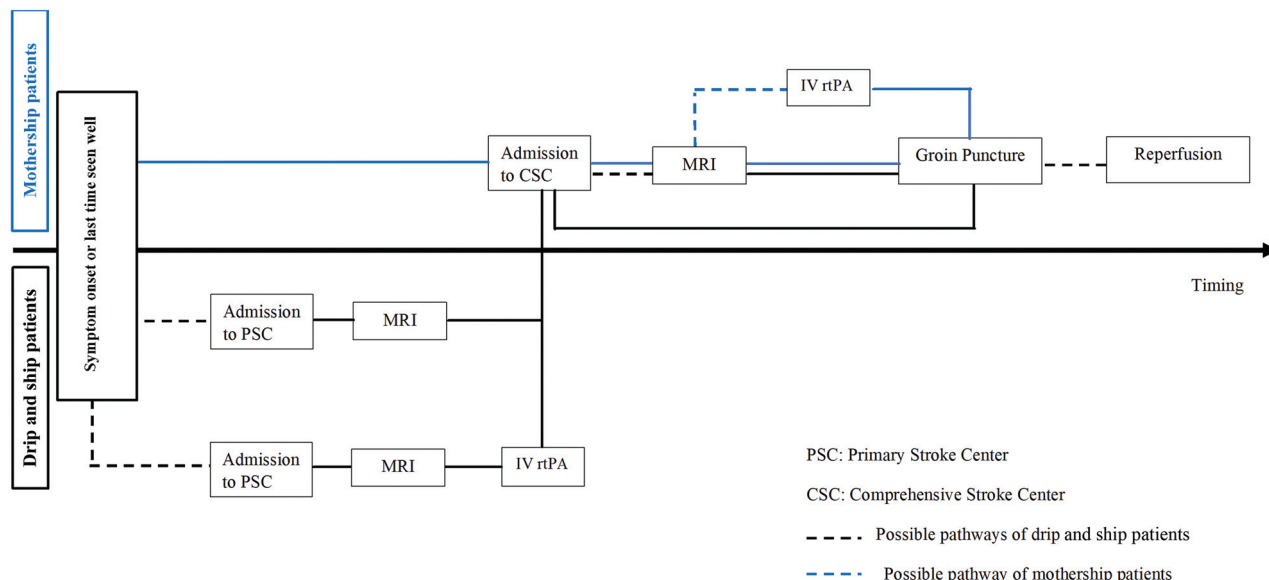 Mothership patients
Drip and ship patients
Symptom onset or last time seen well
IV rtPA
Admission
to CSC
MRI
Groin Puncture
Reperfusion
Timing
Admission
to PSC
MRI
Admission
to PSC
MRI
IV rtPA
PSC: Primary Stroke Center
CSC: Comprehensive Stroke Center
Possible pathways of drip and ship patients
Possible pathway of mothership patients